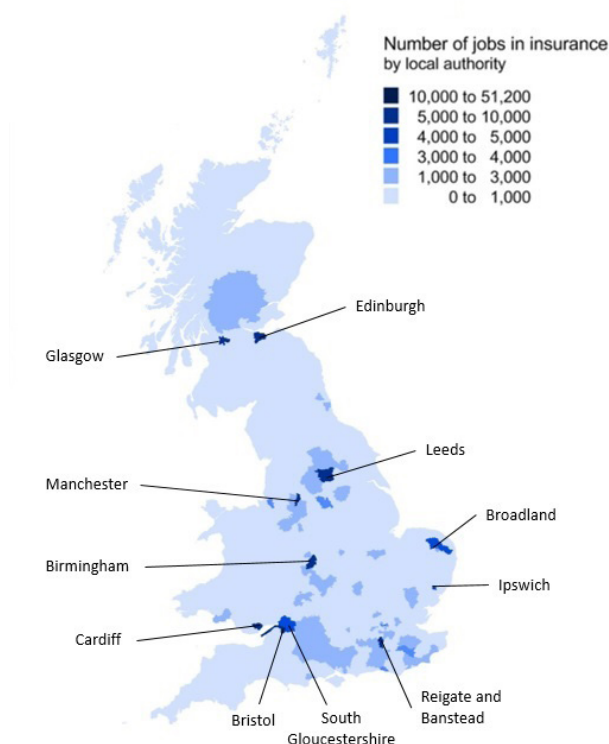 Number of jobs in insurance
by local authority
10,000 to 51,200
5,000 to 10,000
4,000 to 5,000
3,000 to 4,000
1,000 to 3,000
0 to 1,000
Edinburgh
Glasgow
Leeds
Manchester
Broadland
Birmingham
Ipswich
Cardiff
Reigate and
Banstead
Bristol
South
Gloucestershire